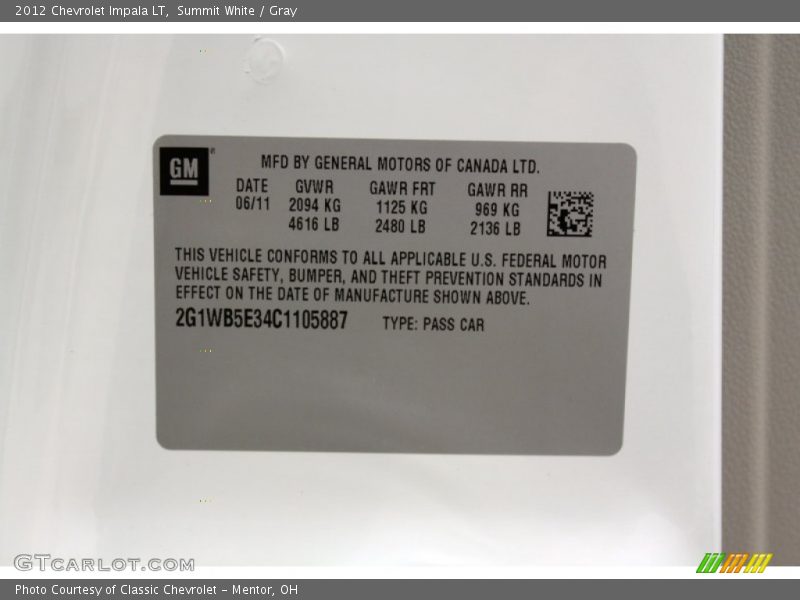 2012 Chevrolet Impala LT, Summit White / Gray
GM®
MFD BY GENERAL MOTORS OF CANADA LTD.
DATE GVWR GAWR FRT GAWR RR
06/11 2094 KG 1125 KG 969 KG
4616 LB 2480 LB 2136 LB
THIS VEHICLE CONFORMS TO ALL APPLICABLE U.S. FEDERAL MOTOR
VEHICLE SAFETY, BUMPER, AND THEFT PREVENTION STANDARDS IN
EFFECT ON THE DATE OF MANUFACTURE SHOWN ABOVE.
2G1WB5E34C1105887 TYPE: PASS CAR
GTCARLOT.COM
Photo Courtesy of Classic Chevrolet - Mentor, OH